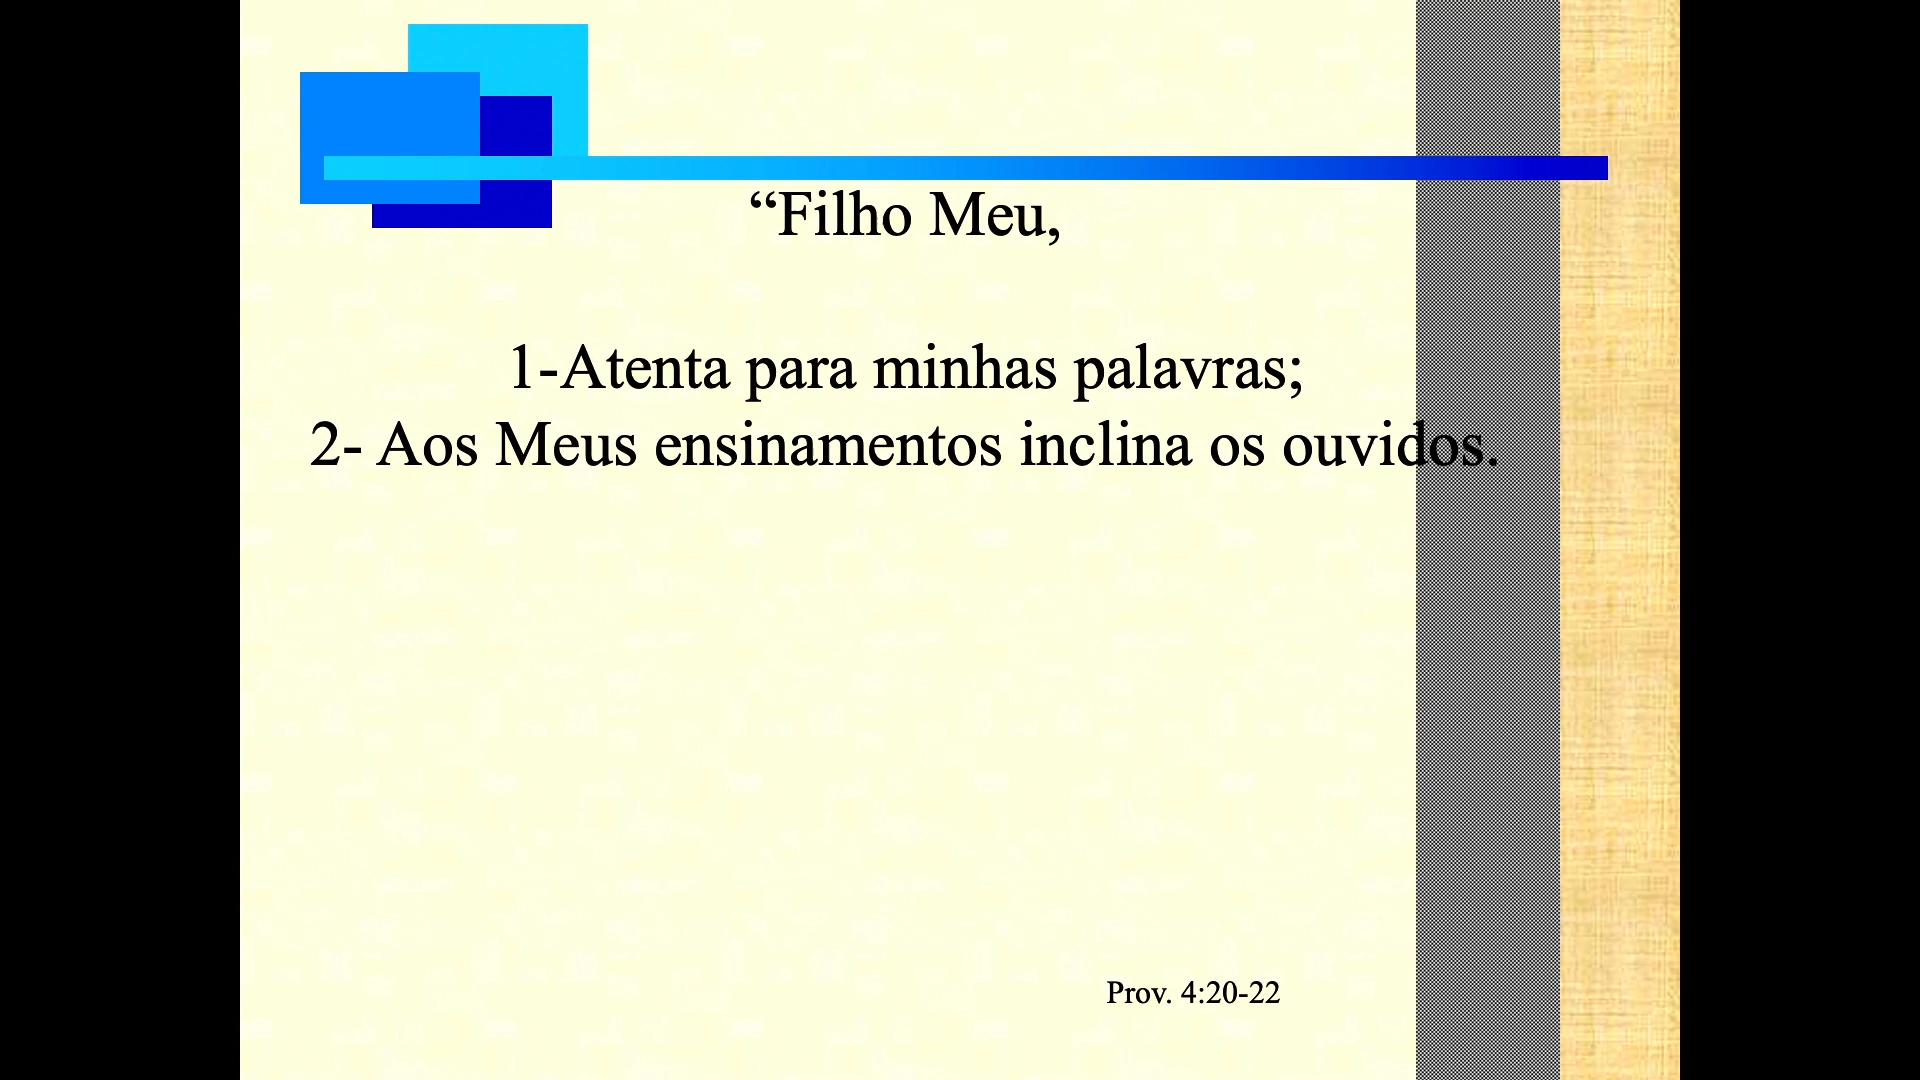 “Filho Meu,
1-Atenta para minhas palavras;
2- Aos Meus ensinamentos inclina os ouvidos.
Prov. 4:20-22